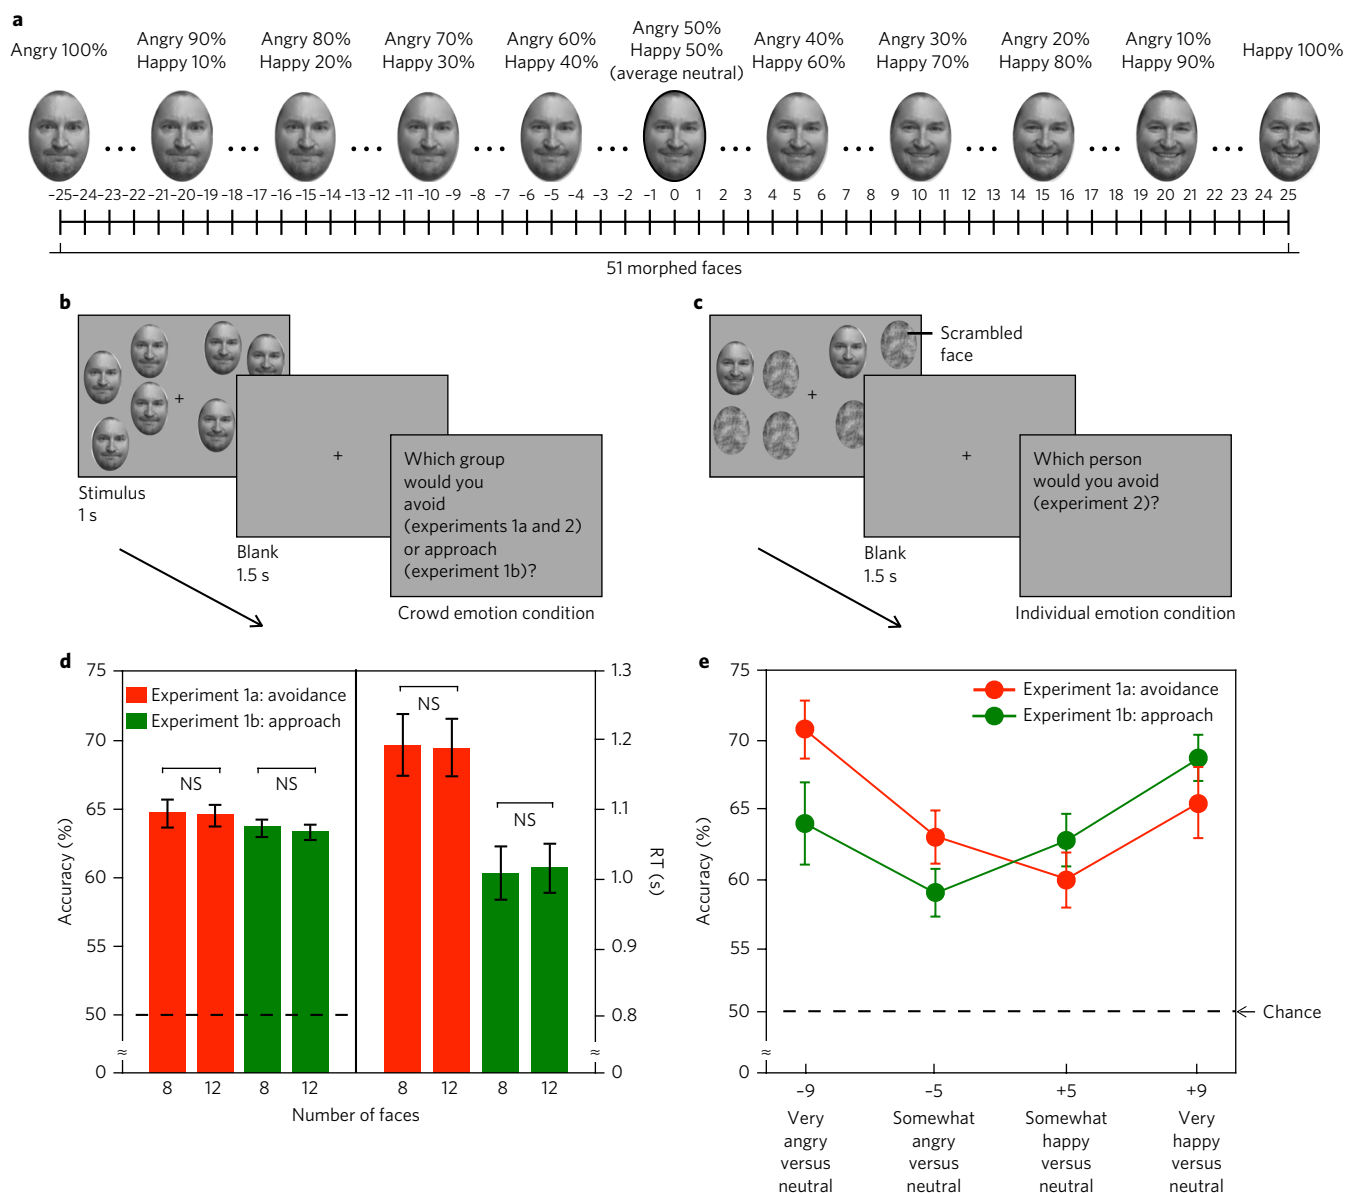 a
Angry 100%
Angry 90%
Happy 10%
Angry 80%
Happy 20%
Angry 70%
Happy 30%
Angry 60%
Happy 40%
Angry 50%
Happy 50%
(average neutral)
Angry 40%
Happy 60%
Angry 30%
Happy 70%
Angry 20%
Happy 80%
Angry 10%
Happy 90%
Happy 100%
–25 –24 –23 –22 –21 –20 –19 –18 –17 –16 –15 –14 –13 –12 –11 –10 –9 –8 –7 –6 –5 –4 –3 –2 –1 0 1 2 3 4 5 6 7 8 9 10 11 12 13 14 15 16 17 18 19 20 21 22 23 24 25
51 morphed faces
b
+
Stimulus
1 s
+
Blank
1.5 s
Which group
would you
avoid
(experiments 1a and 2)
or approach
(experiment 1b)?
Crowd emotion condition
c
Scrambled
face
+
+
Blank
1.5 s
Which person
would you avoid
(experiment 2)?
Individual emotion condition
d
Experiment 1a: avoidance
Experiment 1b: approach
NS
NS
NS
NS
75
70
65
60
55
50
≈
0
Accuracy (%)
1.3
1.2
1.1
1.0
0.9
0.8
≈
0
RT (s)
8 12 8 12 8 12 8 12
Number of faces
e
Experiment 1a: avoidance
Experiment 1b: approach
75
70
65
60
55
50
≈
0
Accuracy (%)
Chance
–9
Very
angry
versus
neutral
–5
Somewhat
angry
versus
neutral
+5
Somewhat
happy
versus
neutral
+9
Very
happy
versus
neutral